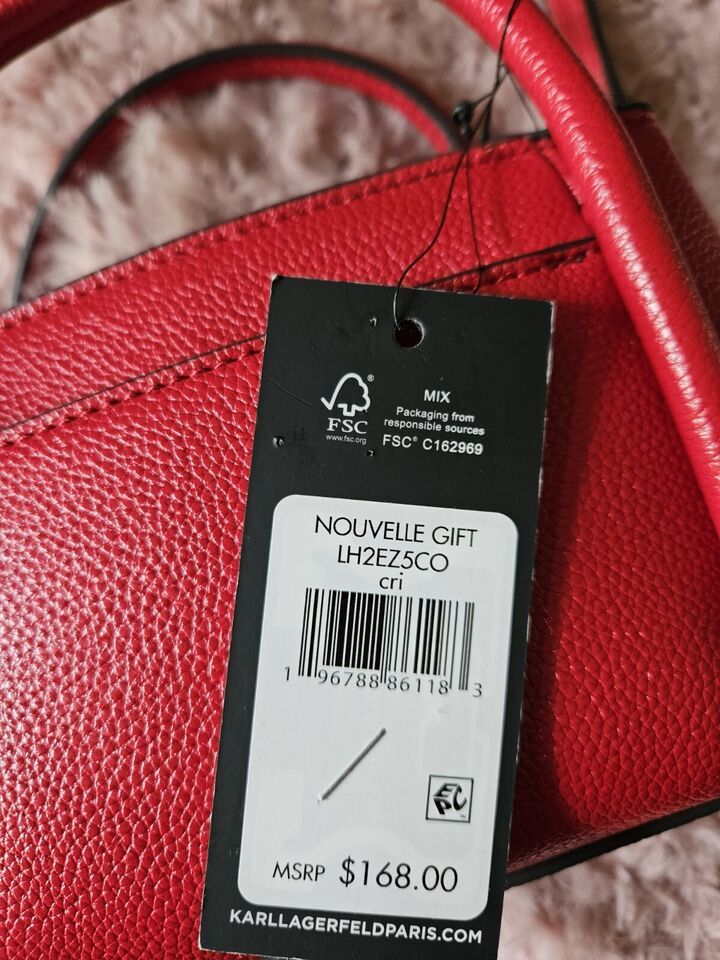 MIX
Packaging from
responsible sources
FSC® C162969
FSC
www.fsc.org
NOUVELLE GIFT
LH2EZ5CO
cri
1 96788 86118 3
EPC
MSRP $168.00
KARLLAGERFELDPARIS.COM